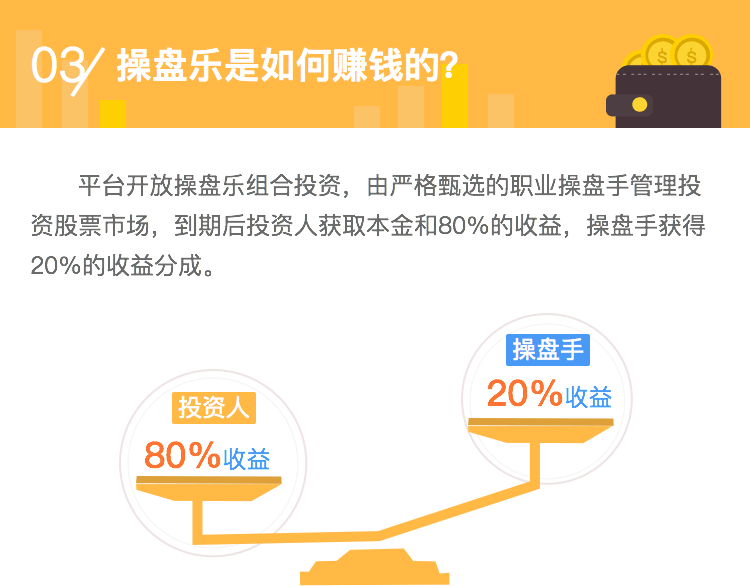 03/ 操盘乐是如何赚钱的?
平台开放操盘乐组合投资，由严格甄选的职业操盘手管理投
资股票市场，到期后投资人获取本金和80%的收益，操盘手获得
20%的收益分成。
操盘手
20%收益
投资人
80%收益